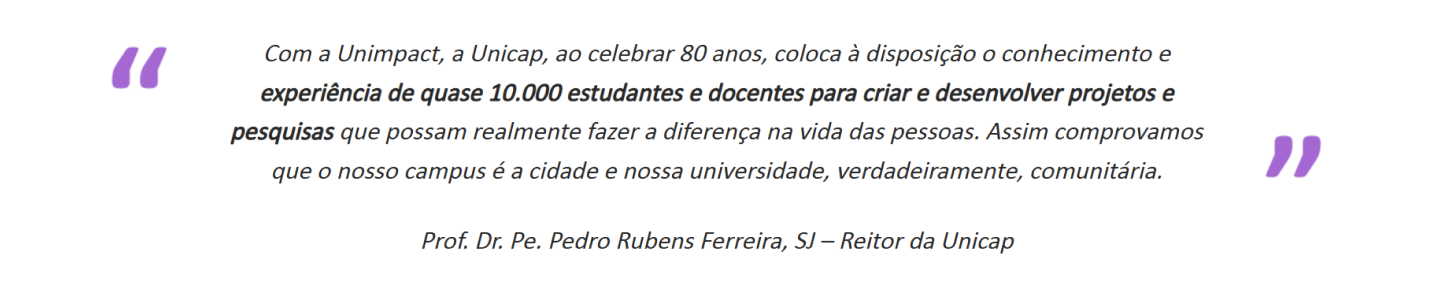 “ Com a Unimpact, a Unicap, ao celebrar 80 anos, coloca à disposição o conhecimento e
experiência de quase 10.000 estudantes e docentes para criar e desenvolver projetos e
pesquisas que possam realmente fazer a diferença na vida das pessoas. Assim comprovamos
que o nosso campus é a cidade e nossa universidade, verdadeiramente, comunitária. ”
Prof. Dr. Pe. Pedro Rubens Ferreira, SJ – Reitor da Unicap